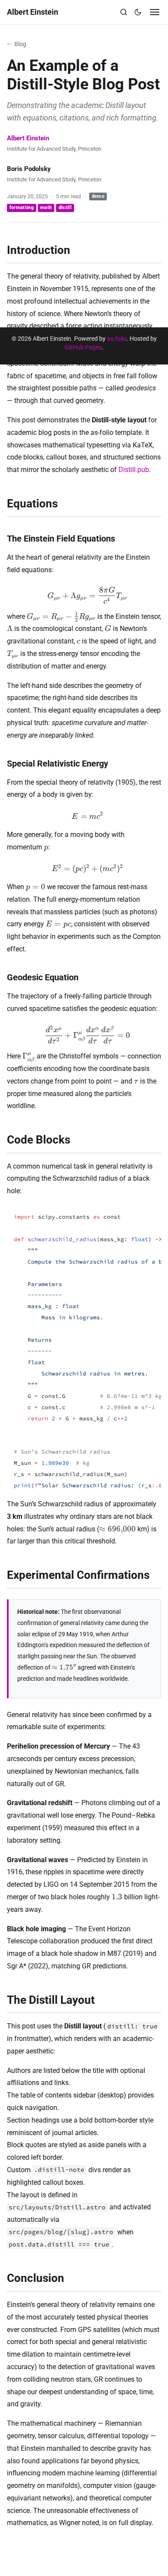 Albert Einstein
← Blog
An Example of a
Distill-Style Blog Post
Demonstrating the academic Distill layout
with equations, citations, and rich formatting.
Albert Einstein
Institute for Advanced Study, Princeton
Boris Podolsky
Institute for Advanced Study, Princeton
January 20, 2025 · 5 min read · demo
formatting math distill
Introduction
The general theory of relativity, published by Albert
Einstein in November 1915, represents one of the
most profound intellectual achievements in the
history of science. Where Newton's theory of
gravity described a force acting instantaneously
© 2026 Albert Einstein. Powered by as-folio. Hosted by
GitHub Pages.
fabric of spacetime, and objects in free fall follow
the straightest possible paths — called geodesics
— through that curved geometry.
This post demonstrates the Distill-style layout for
academic blog posts in the as-folio template. It
showcases mathematical typesetting via KaTeX,
code blocks, callout boxes, and structured sections
that mirror the scholarly aesthetic of Distill.pub.
Equations
The Einstein Field Equations
At the heart of general relativity are the Einstein
field equations:
G_μν + Λg_μν = 8πG/c⁴ T_μν
where G_μν = R_μν − ½Rg_μν is the Einstein tensor,
Λ is the cosmological constant, G is Newton's
gravitational constant, c is the speed of light, and
T_μν is the stress-energy tensor encoding the
distribution of matter and energy.
The left-hand side describes the geometry of
spacetime; the right-hand side describes its
content. This elegant equation encapsulates a deep
physical truth: spacetime curvature and matter-
energy are inseparably linked.
Special Relativistic Energy
From the special theory of relativity (1905), the rest
energy of a body is given by:
E = mc²
More generally, for a moving body with
momentum p:
E² = (pc)² + (mc²)²
When p = 0 we recover the famous rest-mass
relation. The full energy-momentum relation
reveals that massless particles (such as photons)
carry energy E = pc, consistent with observed
light behavior in experiments such as the Compton
effect.
Geodesic Equation
The trajectory of a freely-falling particle through
curved spacetime satisfies the geodesic equation:
d²x^μ/dτ² + Γ^μ_αβ dx^α/dτ dx^β/dτ = 0
Here Γ^μ_αβ are the Christoffel symbols — connection
coefficients encoding how the coordinate basis
vectors change from point to point — and τ is the
proper time measured along the particle's
worldline.
Code Blocks
A common numerical task in general relativity is
computing the Schwarzschild radius of a black
hole:
import scipy.constants as const
def schwarzschild_radius(mass_kg: float) ->
"""
Compute the Schwarzschild radius of a b
Parameters
----------
mass_kg : float
Mass in kilograms.
Returns
-------
float
Schwarzschild radius in metres.
"""
G = const.G # 6.674e-11 m^3 kg
c = const.c # 2.998e8 m s^-1
return 2 * G * mass_kg / c**2
# Sun's Schwarzschild radius
M_sun = 1.989e30 # kg
r_s = schwarzschild_radius(M_sun)
print(f"Solar Schwarzschild radius: {r_s:.0
The Sun's Schwarzschild radius of approximately
3 km illustrates why ordinary stars are not black
holes: the Sun's actual radius (≈ 696,000 km) is
far larger than this critical threshold.
Experimental Confirmations
Historical note: The first observational
confirmation of general relativity came during the
solar eclipse of 29 May 1919, when Arthur
Eddington's expedition measured the deflection of
starlight passing near the Sun. The observed
deflection of ≈ 1.75″ agreed with Einstein's
prediction and made headlines worldwide.
General relativity has since been confirmed by a
remarkable suite of experiments:
Perihelion precession of Mercury — The 43
arcseconds per century excess precession,
unexplained by Newtonian mechanics, falls
naturally out of GR.
Gravitational redshift — Photons climbing out of a
gravitational well lose energy. The Pound–Rebka
experiment (1959) measured this effect in a
laboratory setting.
Gravitational waves — Predicted by Einstein in
1916, these ripples in spacetime were directly
detected by LIGO on 14 September 2015 from the
merger of two black holes roughly 1.3 billion light-
years away.
Black hole imaging — The Event Horizon
Telescope collaboration produced the first direct
image of a black hole shadow in M87 (2019) and
Sgr A* (2022), matching GR predictions.
The Distill Layout
This post uses the Distill layout ( distill: true
in frontmatter), which renders with an academic-
paper aesthetic:
Authors are listed below the title with optional
affiliations and links.
The table of contents sidebar (desktop) provides
quick navigation.
Section headings use a bold bottom-border style
reminiscent of journal articles.
Block quotes are styled as aside panels with a
colored left border.
Custom .distill-note divs render as
highlighted callout boxes.
The layout is defined in
src/layouts/Distill.astro and activated
automatically via
src/pages/blog/[slug].astro when
post.data.distill === true .
Conclusion
Einstein's general theory of relativity remains one
of the most accurately tested physical theories
ever constructed. From GPS satellites (which must
correct for both special and general relativistic
time dilation to maintain centimetre-level
accuracy) to the detection of gravitational waves
from colliding neutron stars, GR continues to
shape our deepest understanding of space, time,
and gravity.
The mathematical machinery — Riemannian
geometry, tensor calculus, differential topology —
that Einstein marshalled to describe gravity has
also found applications far beyond physics,
influencing modern machine learning (differential
geometry on manifolds), computer vision (gauge-
equivariant networks), and theoretical computer
science. The unreasonable effectiveness of
mathematics, as Wigner noted, is on full display.